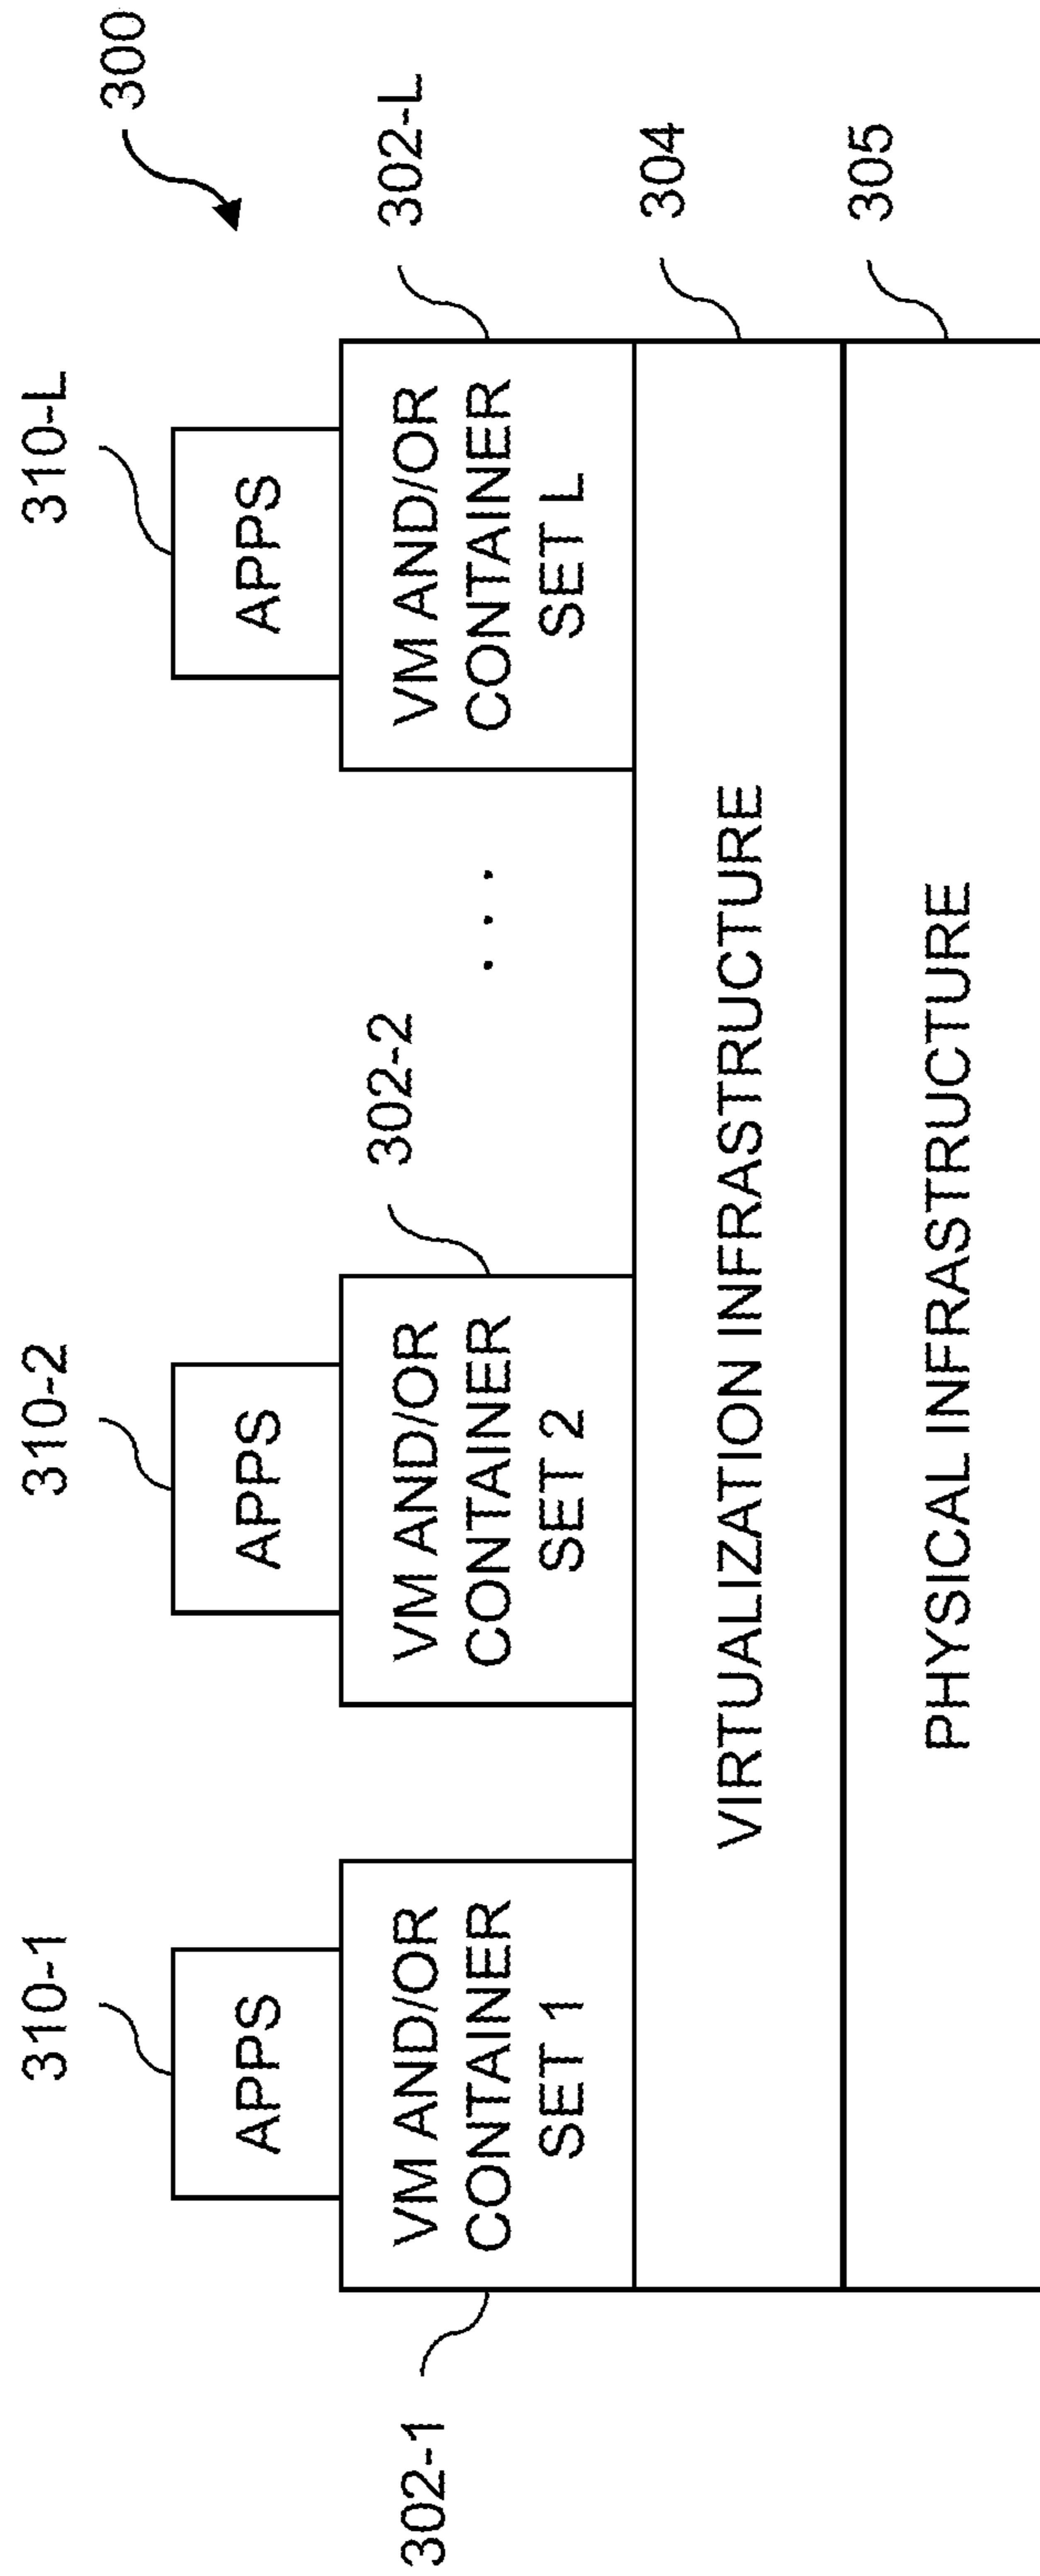 300
310-1
310-2
310-L
APPS
APPS
APPS
302-1
VM AND/OR
CONTAINER
SET 1
VM AND/OR
CONTAINER
SET 2
302-2
. . .
VM AND/OR
CONTAINER
SET L
302-L
VIRTUALIZATION INFRASTRUCTURE
304
PHYSICAL INFRASTRUCTURE
305